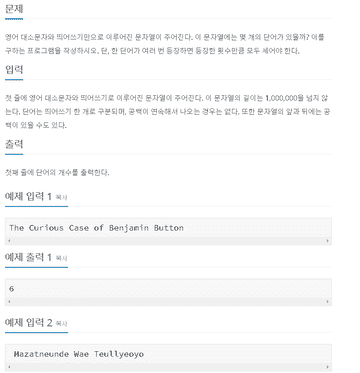 문제
영어 대소문자와 띄어쓰기만으로 이루어진 문자열이 주어진다. 이 문자열에는 몇 개의 단어가 있을까? 이를
구하는 프로그램을 작성하시오. 단, 한 단어가 여러 번 등장하면 등장한 횟수만큼 모두 세어야 한다.
입력
첫 줄에 영어 대소문자와 띄어쓰기로 이루어진 문자열이 주어진다. 이 문자열의 길이는 1,000,000을 넘지 않
는다. 단어는 띄어쓰기 한 개로 구분되며, 공백이 연속해서 나오는 경우는 없다. 또한 문자열의 앞과 뒤에는 공
백이 있을 수도 있다.
출력
첫째 줄에 단어의 개수를 출력한다.
예제 입력 1 복사
The Curious Case of Benjamin Button
예제 출력 1 복사
6
예제 입력 2 복사
Mazatneunde Wae Teullyeoyo